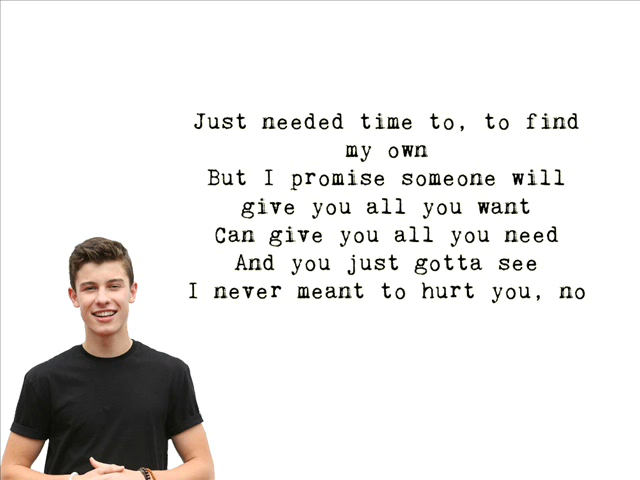 Just needed time to, to find
my own
But I promise someone will
give you all you want
Can give you all you need
And you just gotta see
I never meant to hurt you, no